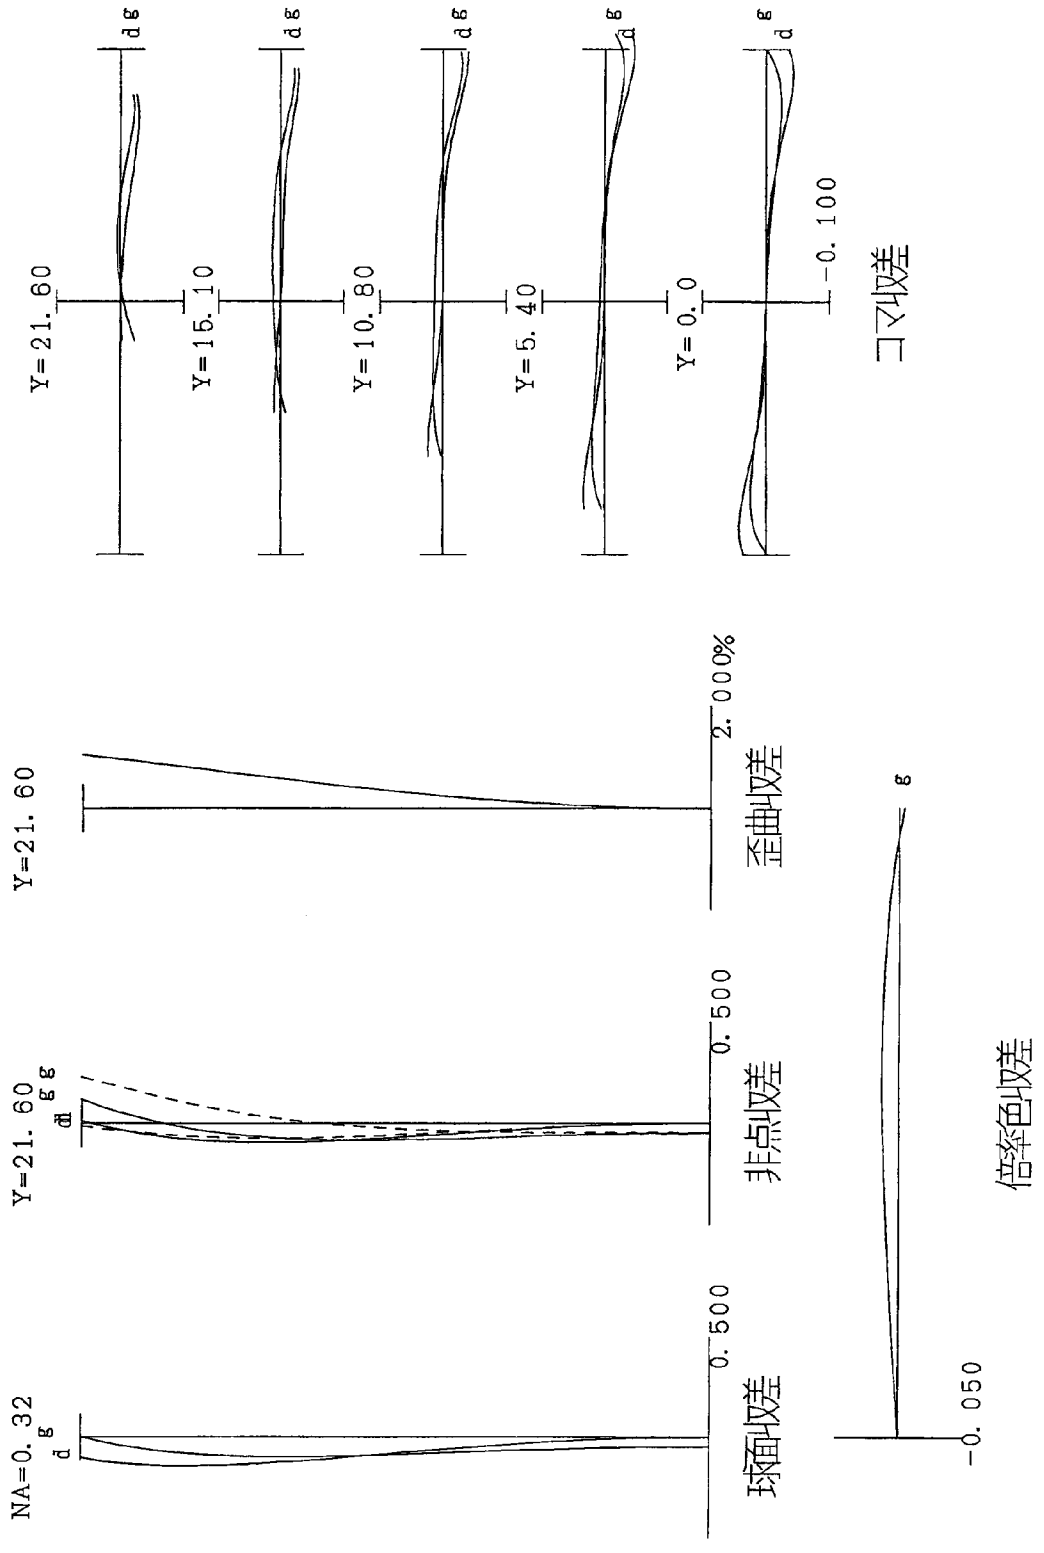 NA=0.32
d
g
0.500
球面収差
Y=21.60
d
d
g
g
0.500
非点収差
Y=21.60
2.000%
歪曲収差
Y=21.60
d g
Y=15.10
d g
Y=10.80
d g
Y=5.40
d g
Y=0.0
d g
-0.100
コマ収差
g
-0.050
倍率色収差